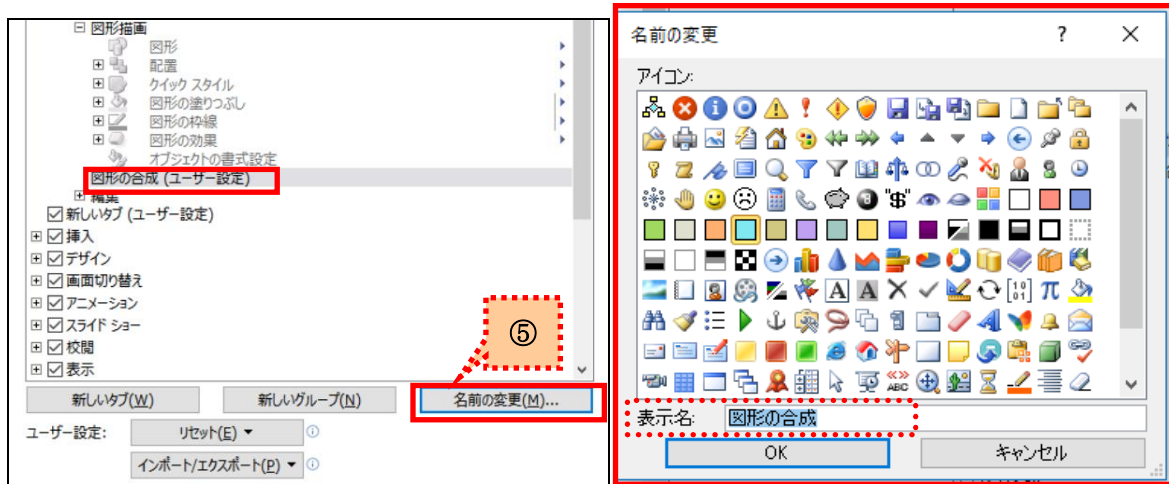 図形描画
図形
配置
クイック スタイル
図形の塗りつぶし
図形の枠線
図形の効果
オブジェクトの書式設定
図形の合成 (ユーザー設定)
編集
新しいタブ (ユーザー設定)
挿入
デザイン
画面切り替え
アニメーション
スライド ショー
校閲
表示
⑤
新しいタブ(W) 新しいグループ(N) 名前の変更(M)...
ユーザー設定: リセット(E)
インポート/エクスポート(P)
名前の変更 ?
アイコン:
表示名: 図形の合成
OK キャンセル